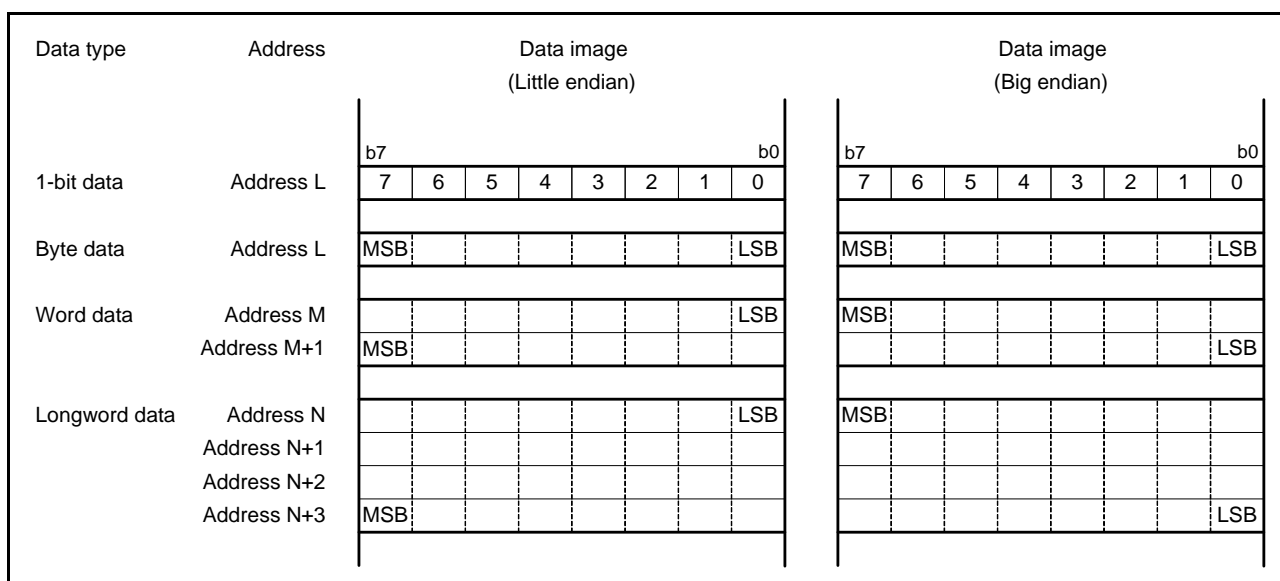 Data type Address Data image Data image
(Little endian) (Big endian)
b7 b0 b7 b0
1-bit data Address L 7 6 5 4 3 2 1 0 7 6 5 4 3 2 1 0
Byte data Address L MSB LSB MSB LSB
Word data Address M LSB MSB
Address M+1 MSB LSB
Longword data Address N LSB MSB
Address N+1
Address N+2
Address N+3 MSB LSB